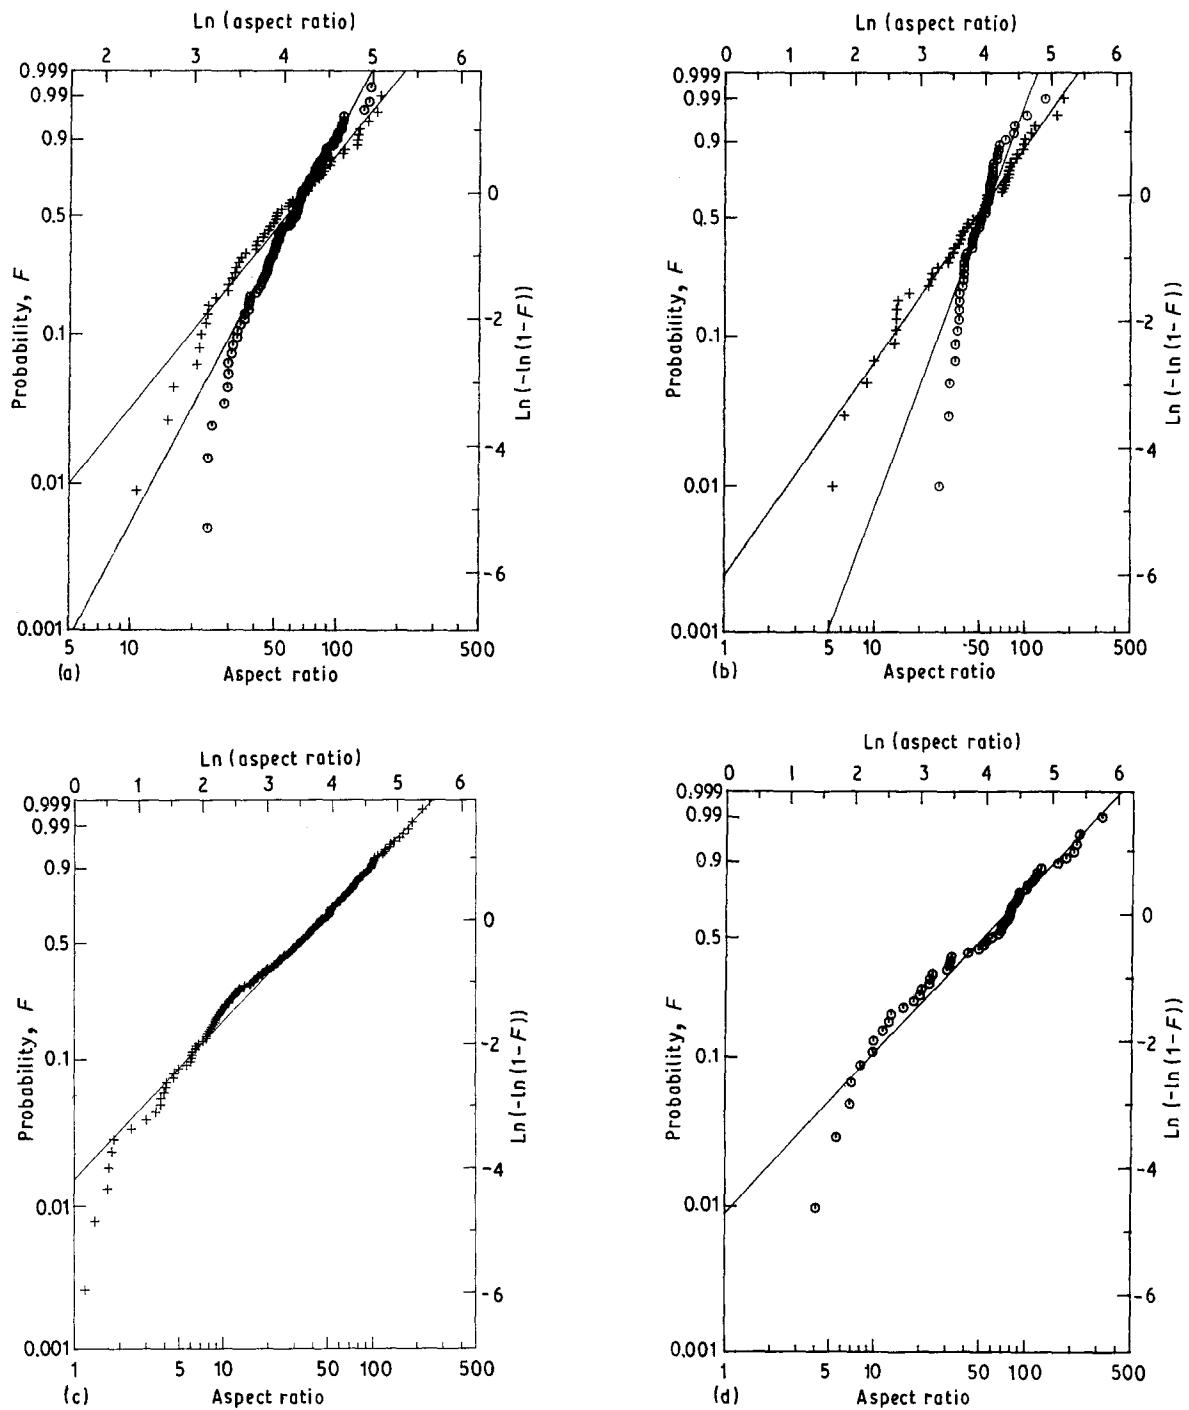 Ln (aspect ratio)
2 3 4 5 6
0.999
0.99
0.9
0.5
0.1
0.01
0.001
Probability, F
0
-2
-4
-6
Ln (-ln (1-F))
5 10 50 100 500
(a) Aspect ratio
Ln (aspect ratio)
0 1 2 3 4 5 6
0.999
0.99
0.9
0.5
0.1
0.01
0.001
Probability, F
0
-2
-4
-6
Ln (-ln (1-F))
1 5 10 50 100 500
(b) Aspect ratio
Ln (aspect ratio)
0 1 2 3 4 5 6
0.999
0.99
0.9
0.5
0.1
0.01
0.001
Probability, F
0
-2
-4
-6
Ln (-ln (1-F))
1 5 10 50 100 500
(c) Aspect ratio
Ln (aspect ratio)
0 1 2 3 4 5 6
0.999
0.99
0.9
0.5
0.1
0.01
0.001
Probability, F
0
-2
-4
-6
Ln (-ln (1-F))
1 5 10 50 100 500
(d) Aspect ratio